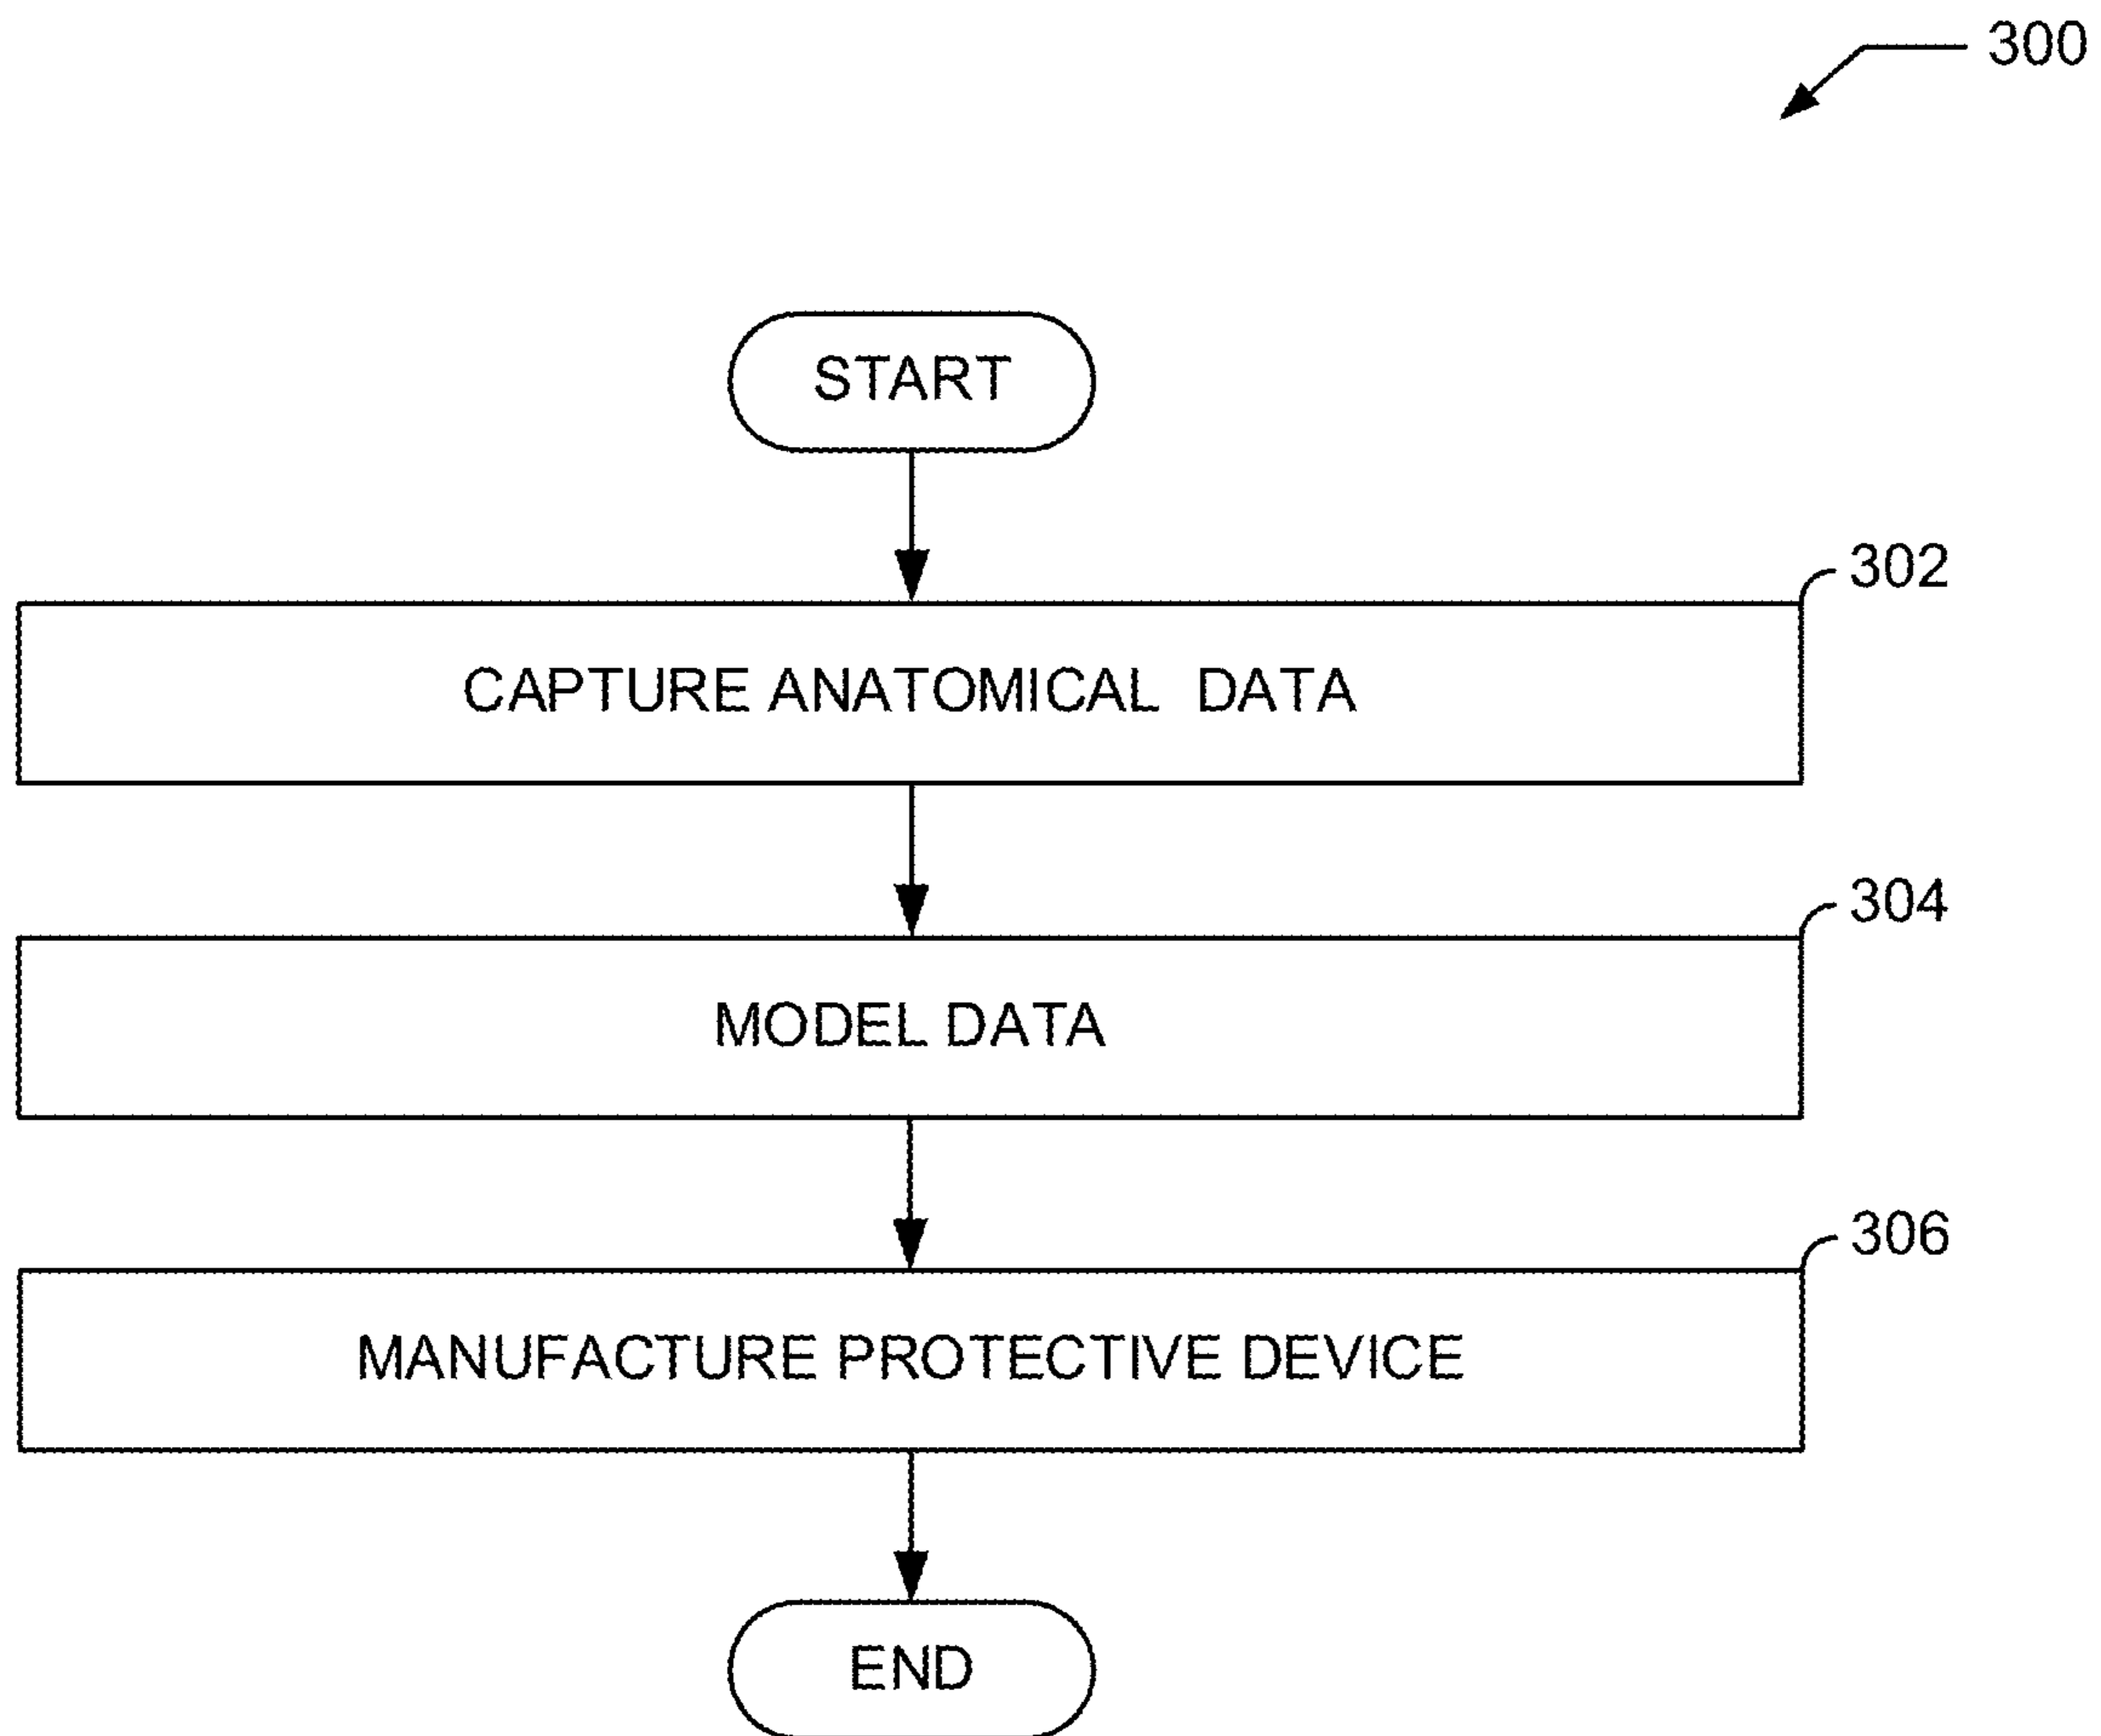 300
START
302
CAPTURE ANATOMICAL DATA
304
MODEL DATA
306
MANUFACTURE PROTECTIVE DEVICE
END